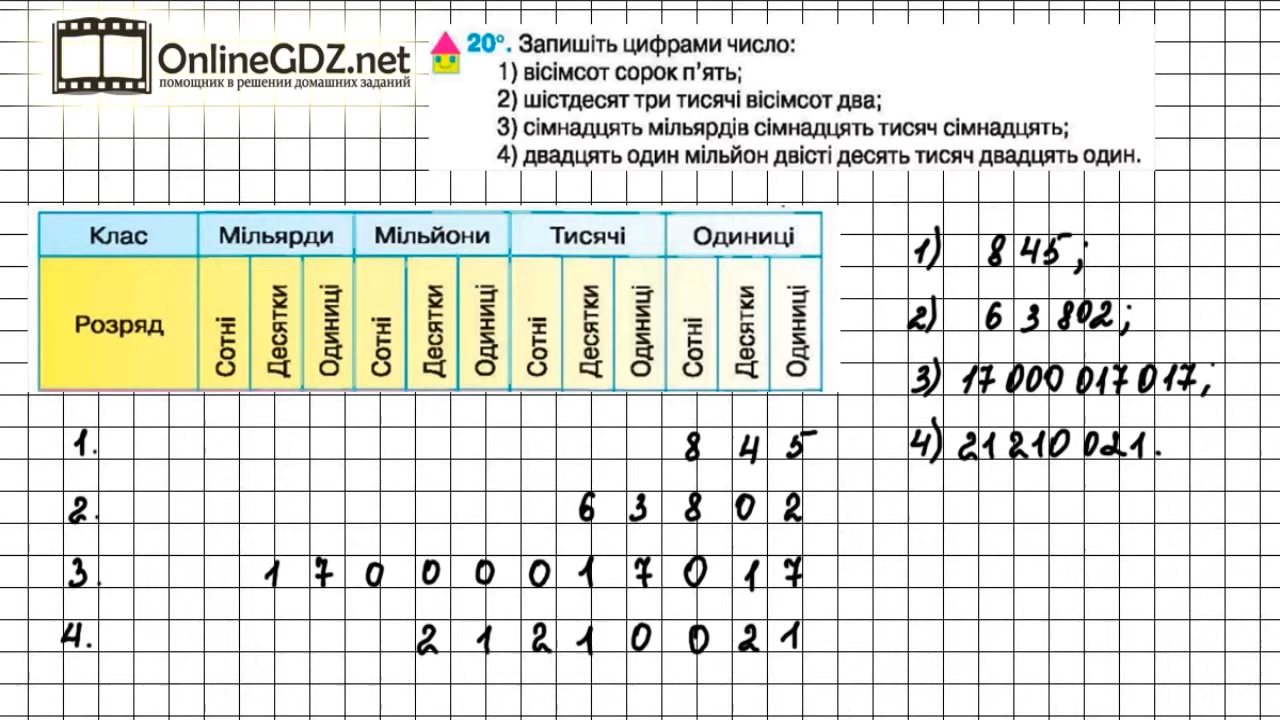 OnlineGDZ.net
помощник в решении домашних заданий
20°. Запишіть цифрами число:
1) вісімсот сорок п'ять;
2) шістдесят три тисячі вісімсот два;
3) сімнадцять мільярдів сімнадцять тисяч сімнадцять;
4) двадцять один мільйон двісті десять тисяч двадцять один.
Клас Мільярди Мільйони Тисячі Одиниці
Розряд Сотні Десятки Одиниці Сотні Десятки Одиниці Сотні Десятки Одиниці Сотні Десятки Одиниці
1. 8 4 5
2. 6 3 8 0 2
3. 1 7 0 0 0 0 1 7 0 1 7
4. 2 1 2 1 0 0 2 1
1) 8 45;
2) 6 3 802;
3) 17 000 017 017;
4) 21 210 021.